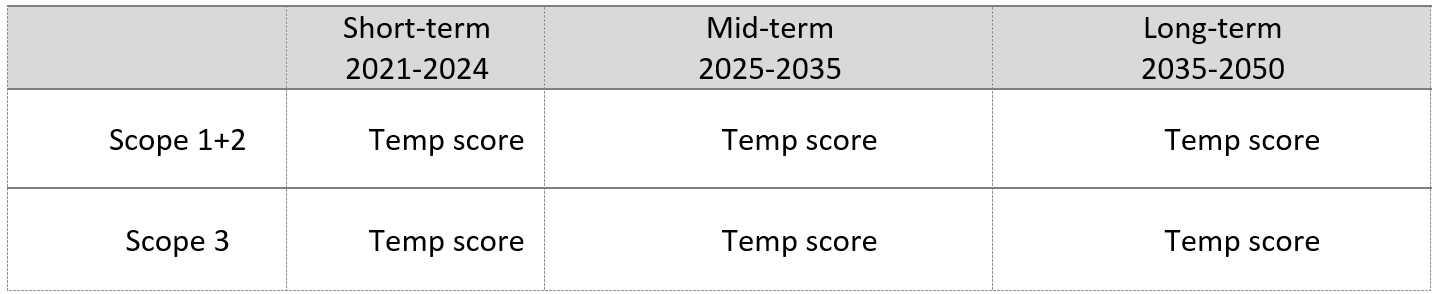 Short-term Mid-term Long-term
2021-2024 2025-2035 2035-2050
Scope 1+2 Temp score Temp score Temp score
Scope 3 Temp score Temp score Temp score